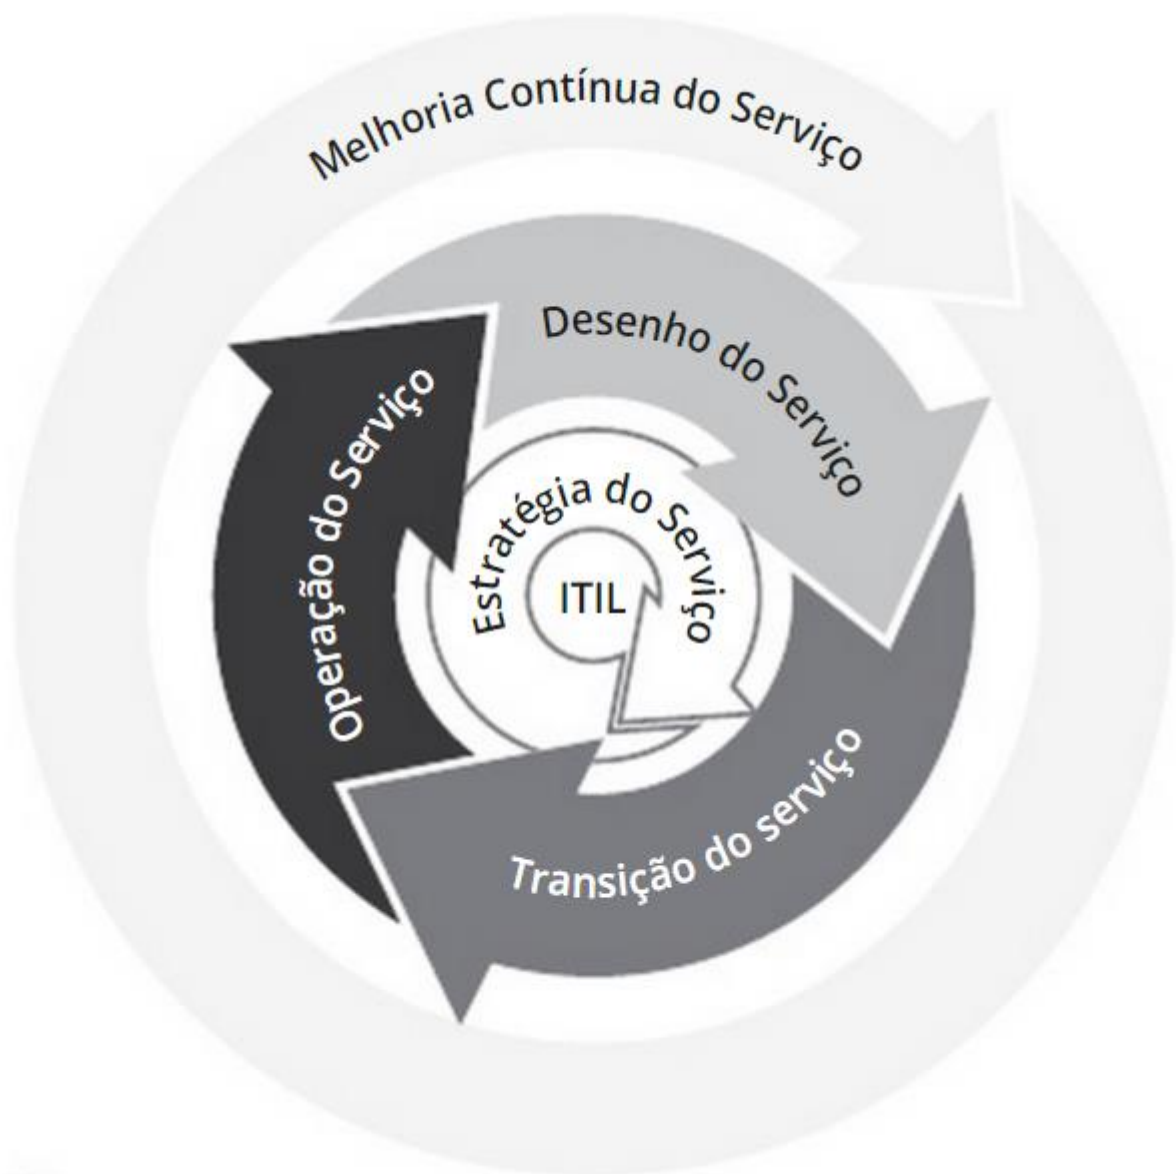 Melhoria Contínua do Serviço
Desenho do Serviço
Operação do Serviço
Estratégia do Serviço
ITIL
Transição do serviço